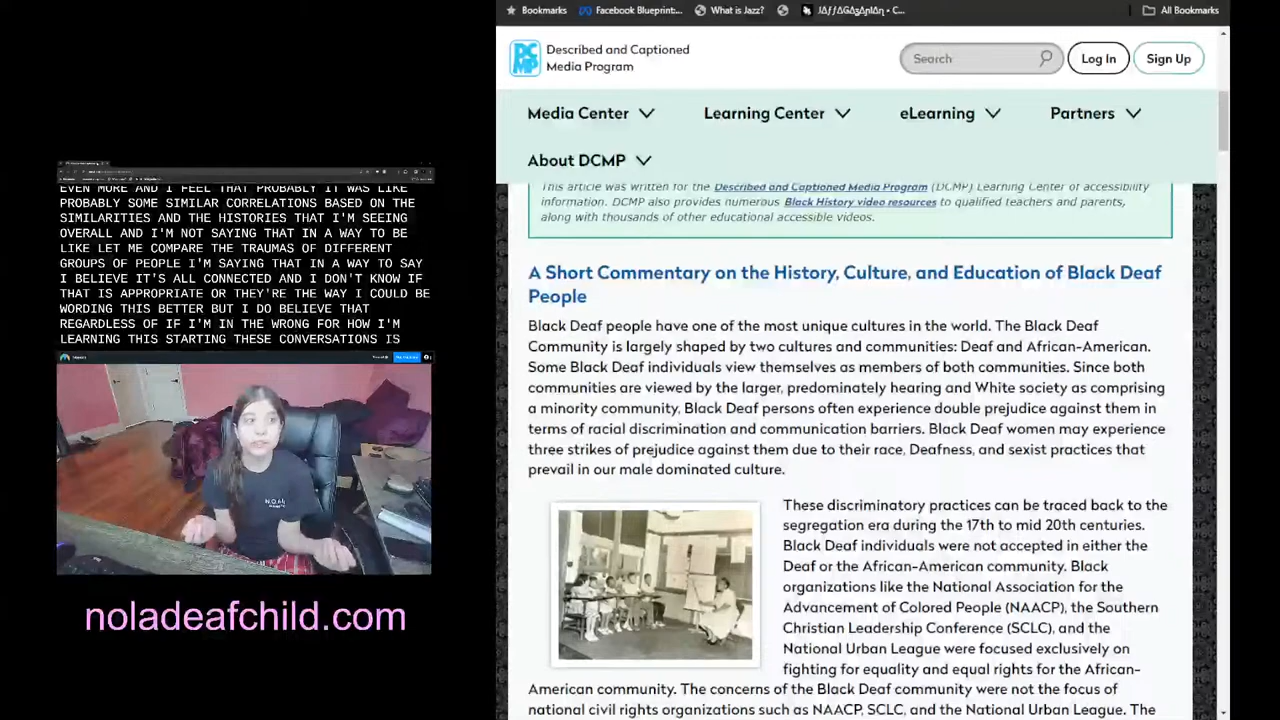 EVEN MORE AND I FEEL THAT PROBABLY IT WAS LIKE
PROBABLY SOME SIMILAR CORRELATIONS BASED ON THE
SIMILARITIES AND THE HISTORIES THAT I'M SEEING
OVERALL AND I'M NOT SAYING THAT IN A WAY TO BE
LIKE LET ME COMPARE THE TRAUMAS OF DIFFERENT
GROUPS OF PEOPLE I'M SAYING THAT IN A WAY TO SAY
I BELIEVE IT'S ALL CONNECTED AND I DON'T KNOW IF
THAT IS APPROPRIATE OR THEY'RE THE WAY I COULD BE
WORDING THIS BETTER BUT I DO BELIEVE THAT
REGARDLESS OF IF I'M IN THE WRONG FOR HOW I'M
LEARNING THIS STARTING THESE CONVERSATIONS IS
noladeafchild.com
Bookmarks
Facebook Blueprint:...
What is Jazz?
All Bookmarks
DCMP
Described and Captioned
Media Program
Search
Log In
Sign Up
Media Center
Learning Center
eLearning
Partners
About DCMP
This article was written for the Described and Captioned Media Program (DCMP) Learning Center of accessibility
information. DCMP also provides numerous Black History video resources to qualified teachers and parents,
along with thousands of other educational accessible videos.
A Short Commentary on the History, Culture, and Education of Black Deaf
People
Black Deaf people have one of the most unique cultures in the world. The Black Deaf
Community is largely shaped by two cultures and communities: Deaf and African-American.
Some Black Deaf individuals view themselves as members of both communities. Since both
communities are viewed by the larger, predominately hearing and White society as comprising
a minority community, Black Deaf persons often experience double prejudice against them in
terms of racial discrimination and communication barriers. Black Deaf women may experience
three strikes of prejudice against them due to their race, Deafness, and sexist practices that
prevail in our male dominated culture.
These discriminatory practices can be traced back to the
segregation era during the 17th to mid 20th centuries.
Black Deaf individuals were not accepted in either the
Deaf or the African-American community. Black
organizations like the National Association for the
Advancement of Colored People (NAACP), the Southern
Christian Leadership Conference (SCLC), and the
National Urban League were focused exclusively on
fighting for equality and equal rights for the African-
American community. The concerns of the Black Deaf community were not the focus of
national civil rights organizations such as NAACP, SCLC, and the National Urban League. The